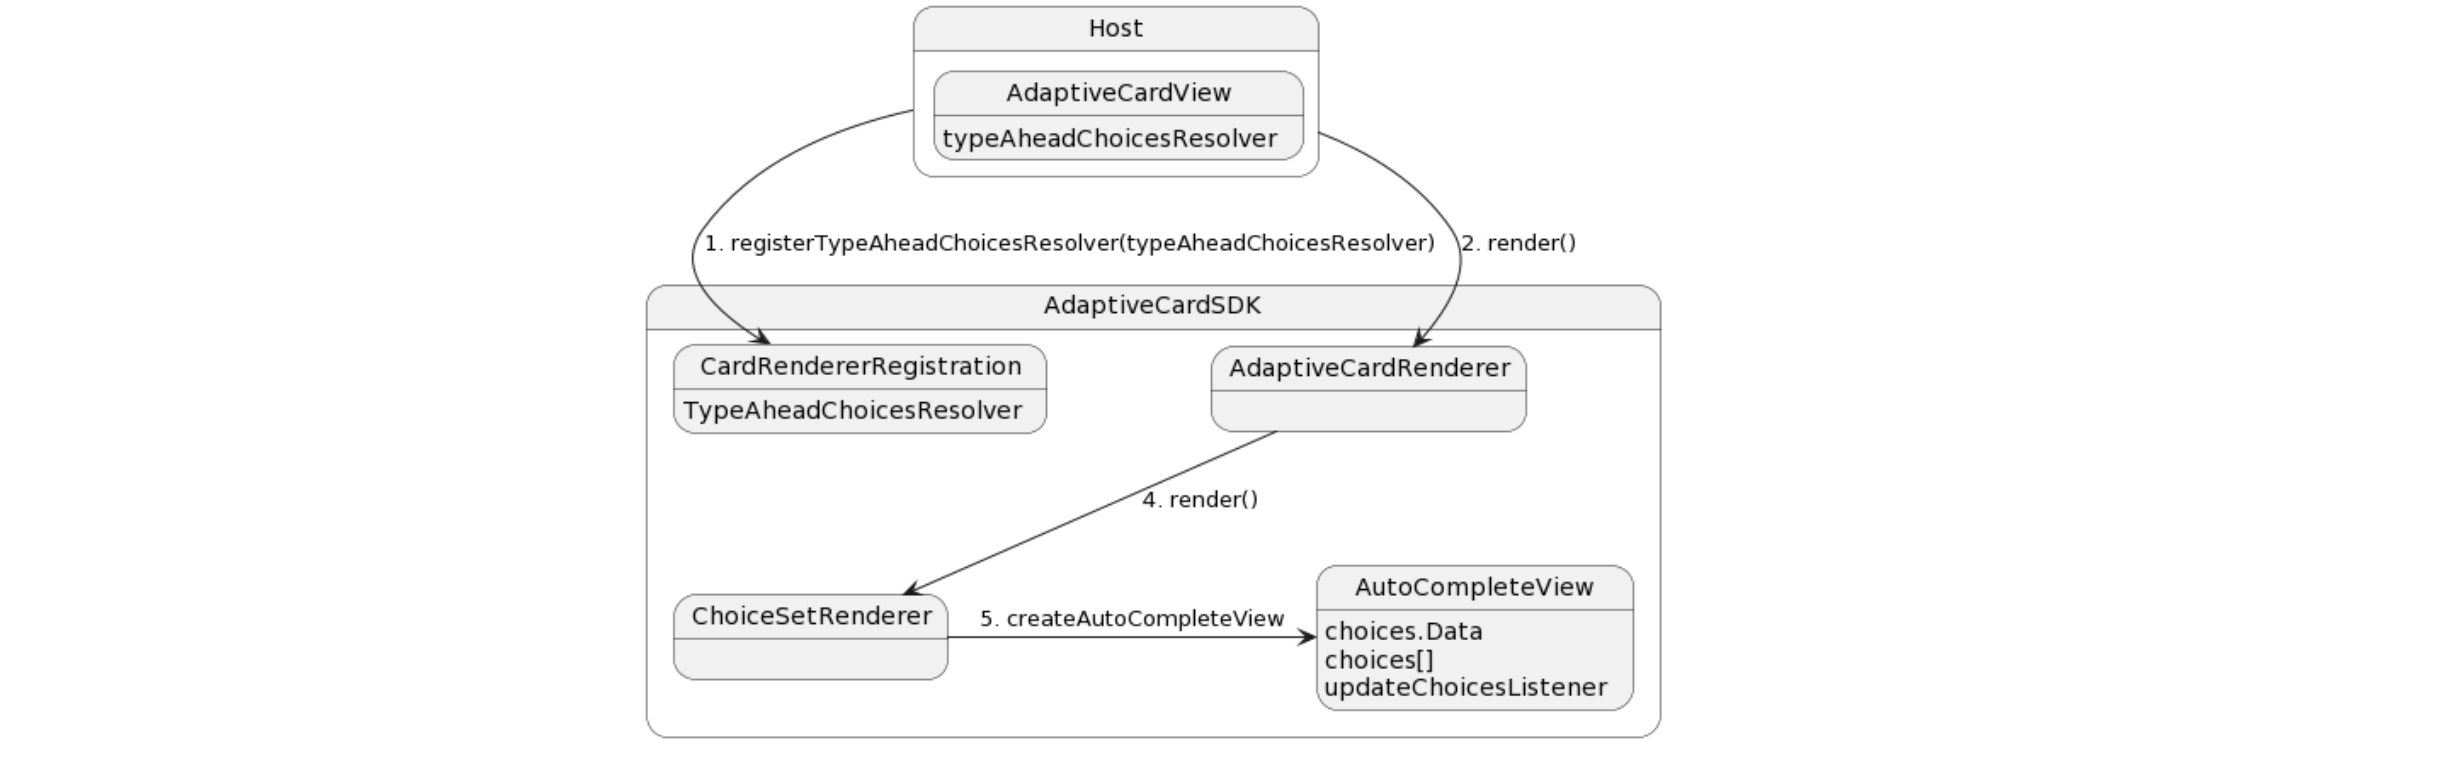 Host
AdaptiveCardView
typeAheadChoicesResolver
1. registerTypeAheadChoicesResolver(typeAheadChoicesResolver)
2. render()
AdaptiveCardSDK
CardRendererRegistration
TypeAheadChoicesResolver
AdaptiveCardRenderer
4. render()
ChoiceSetRenderer
5. createAutoCompleteView
AutoCompleteView
choices.Data
choices[]
updateChoicesListener